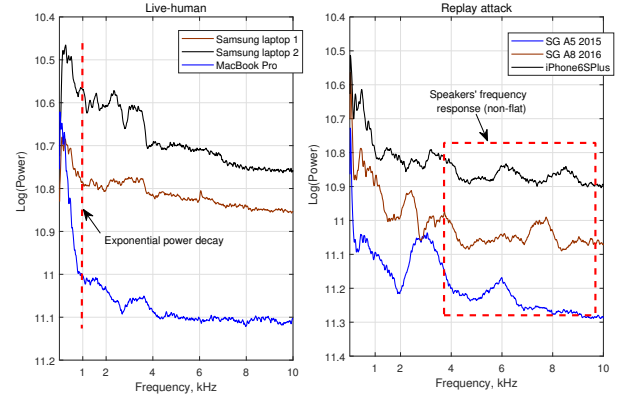 Live-human
10.4
10.5
10.6
10.7
10.8
10.9
11
11.1
11.2
Log(Power)
Samsung laptop 1
Samsung laptop 2
MacBook Pro
Exponential power decay
1 2 4 6 8 10
Frequency, kHz
Replay attack
10.4
10.5
10.6
10.7
10.8
10.9
11
11.1
11.2
11.3
11.4
Log(Power)
SG A5 2015
SG A8 2016
iPhone6SPlus
Speakers' frequency
response (non-flat)
1 2 4 6 8 10
Frequency, kHz